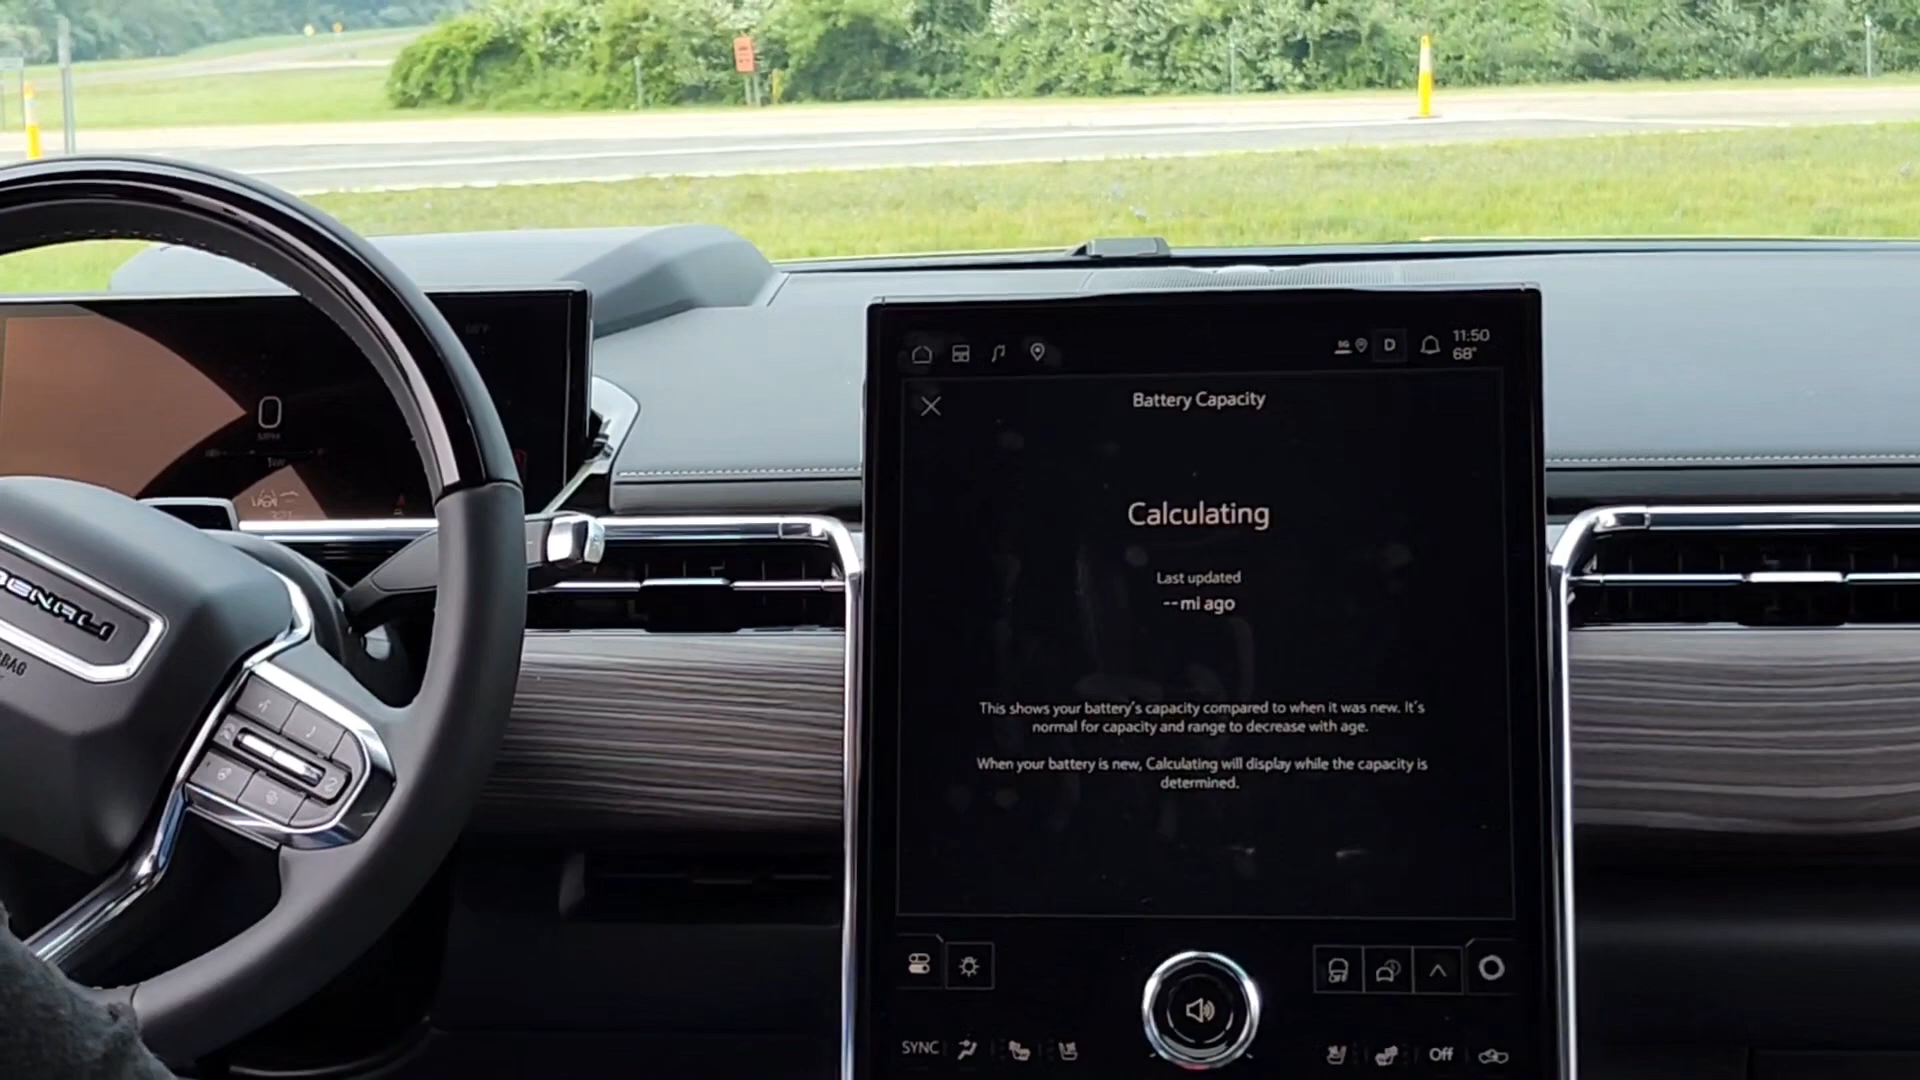 11:50
D
68°
Battery Capacity
0
MPH
Calculating
Last updated
--mi ago
DENALI
This shows your battery's capacity compared to when it was new. It's
normal for capacity and range to decrease with age.
When your battery is new, Calculating will display while the capacity is
determined.
OFF
SYNC
Off